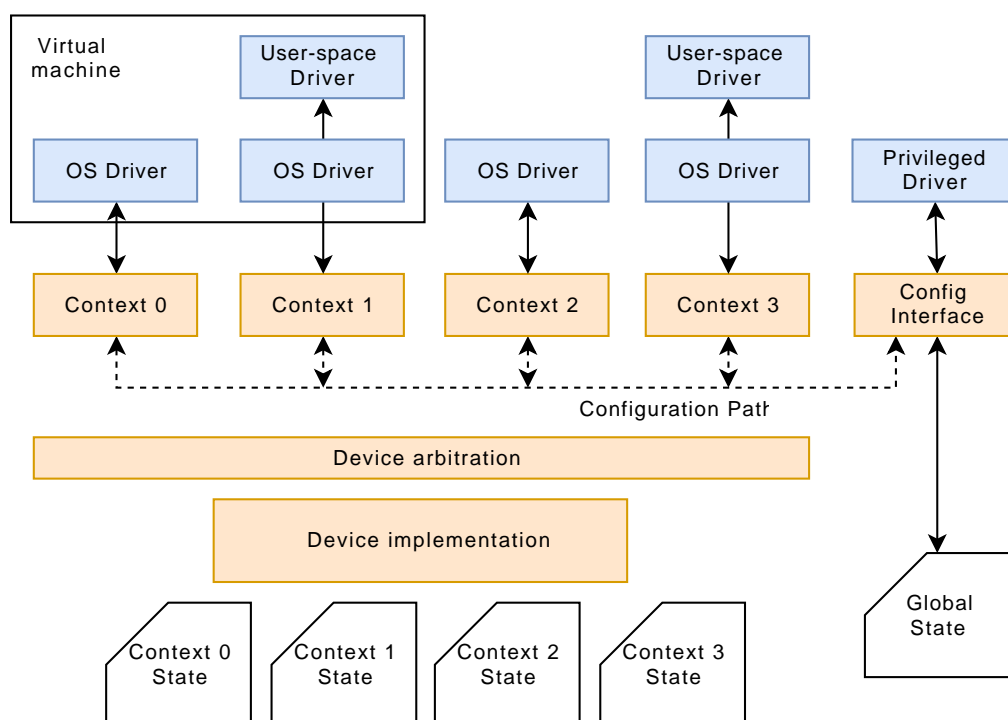 Virtual
machine
User-space
Driver
User-space
Driver
OS Driver
OS Driver
OS Driver
OS Driver
Privileged
Driver
Context 0
Context 1
Context 2
Context 3
Config
Interface
Configuration Path
Device arbitration
Device implementation
Global
State
Context 0
State
Context 1
State
Context 2
State
Context 3
State